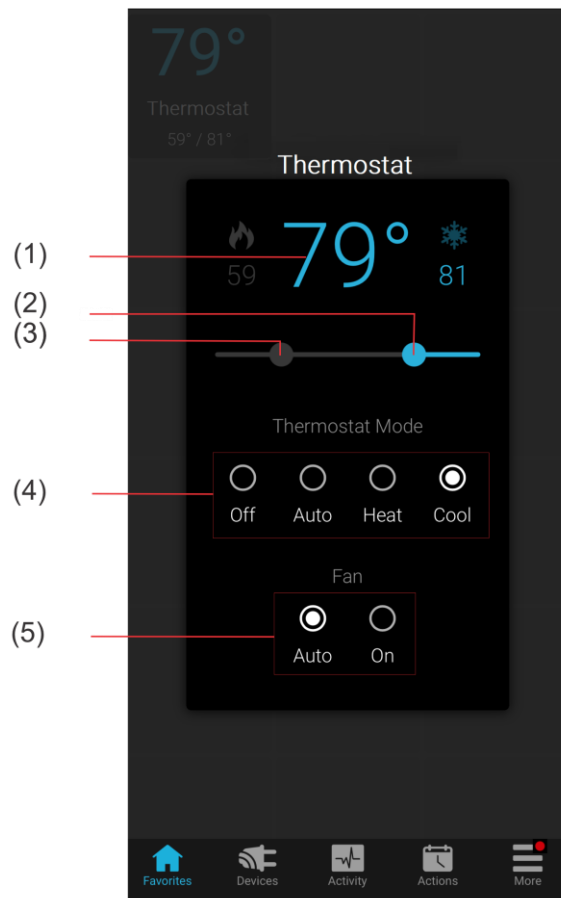 79°
Thermostat
59° / 81°
Thermostat
(1)
59
79°
81
(2)
(3)
Thermostat Mode
(4)
Off Auto Heat Cool
Fan
(5)
Auto On
Favorites Devices Activity Actions More